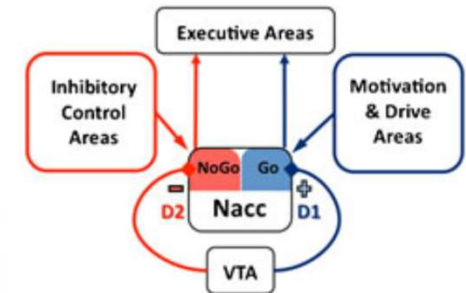 Executive Areas
Inhibitory
Control
Areas
Motivation
& Drive
Areas
NoGo Go
− +
D2 Nacc D1
VTA